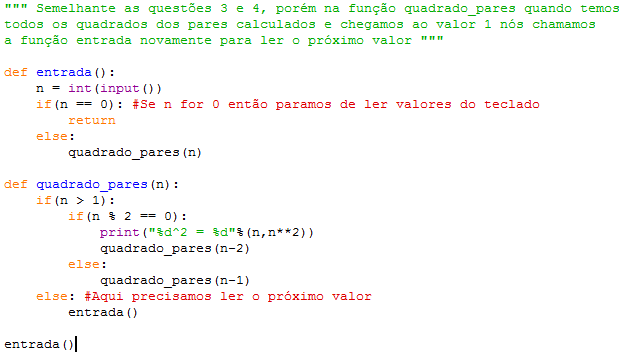 """ Semelhante as questões 3 e 4, porém na função quadrado_pares quando temos
todos os quadrados dos pares calculados e chegamos ao valor 1 nós chamamos
a função entrada novamente para ler o próximo valor """
def entrada():
    n = int(input())
    if(n == 0): #Se n for 0 então paramos de ler valores do teclado
        return
    else:
        quadrado_pares(n)
def quadrado_pares(n):
    if(n > 1):
        if(n % 2 == 0):
            print("%d^2 = %d"%(n,n**2))
            quadrado_pares(n-2)
        else:
            quadrado_pares(n-1)
    else: #Aqui precisamos ler o próximo valor
        entrada()
entrada()